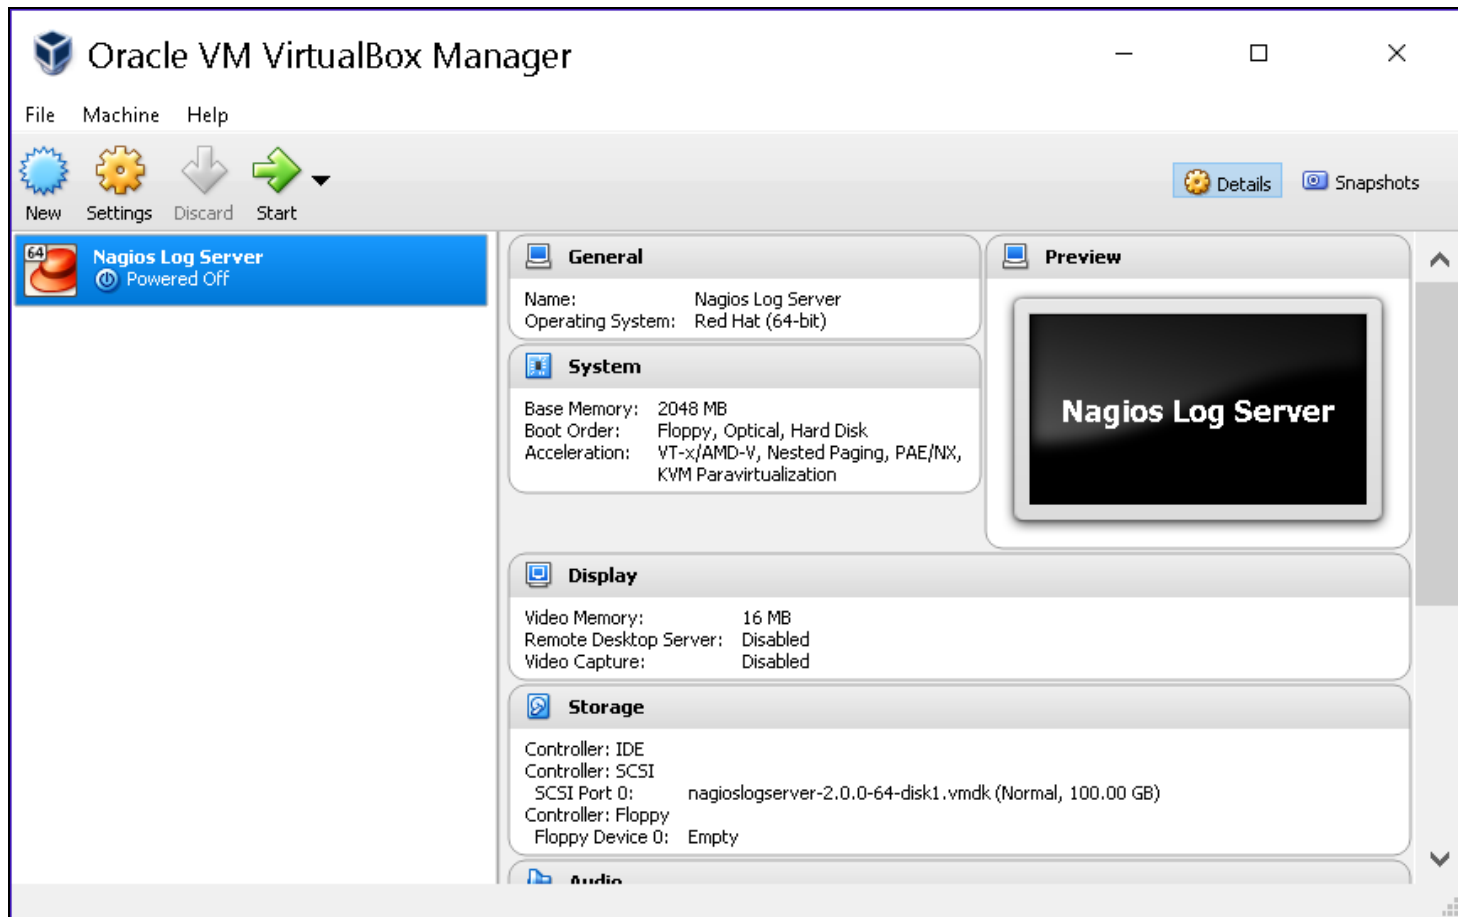 Oracle VM VirtualBox Manager
File Machine Help
New Settings Discard Start
Details Snapshots
64
Nagios Log Server
Powered Off
General
Name: Nagios Log Server
Operating System: Red Hat (64-bit)
System
Base Memory: 2048 MB
Boot Order: Floppy, Optical, Hard Disk
Acceleration: VT-x/AMD-V, Nested Paging, PAE/NX,
KVM Paravirtualization
Preview
Nagios Log Server
Display
Video Memory: 16 MB
Remote Desktop Server: Disabled
Video Capture: Disabled
Storage
Controller: IDE
Controller: SCSI
SCSI Port 0: nagioslogserver-2.0.0-64-disk1.vmdk (Normal, 100.00 GB)
Controller: Floppy
Floppy Device 0: Empty
Audio